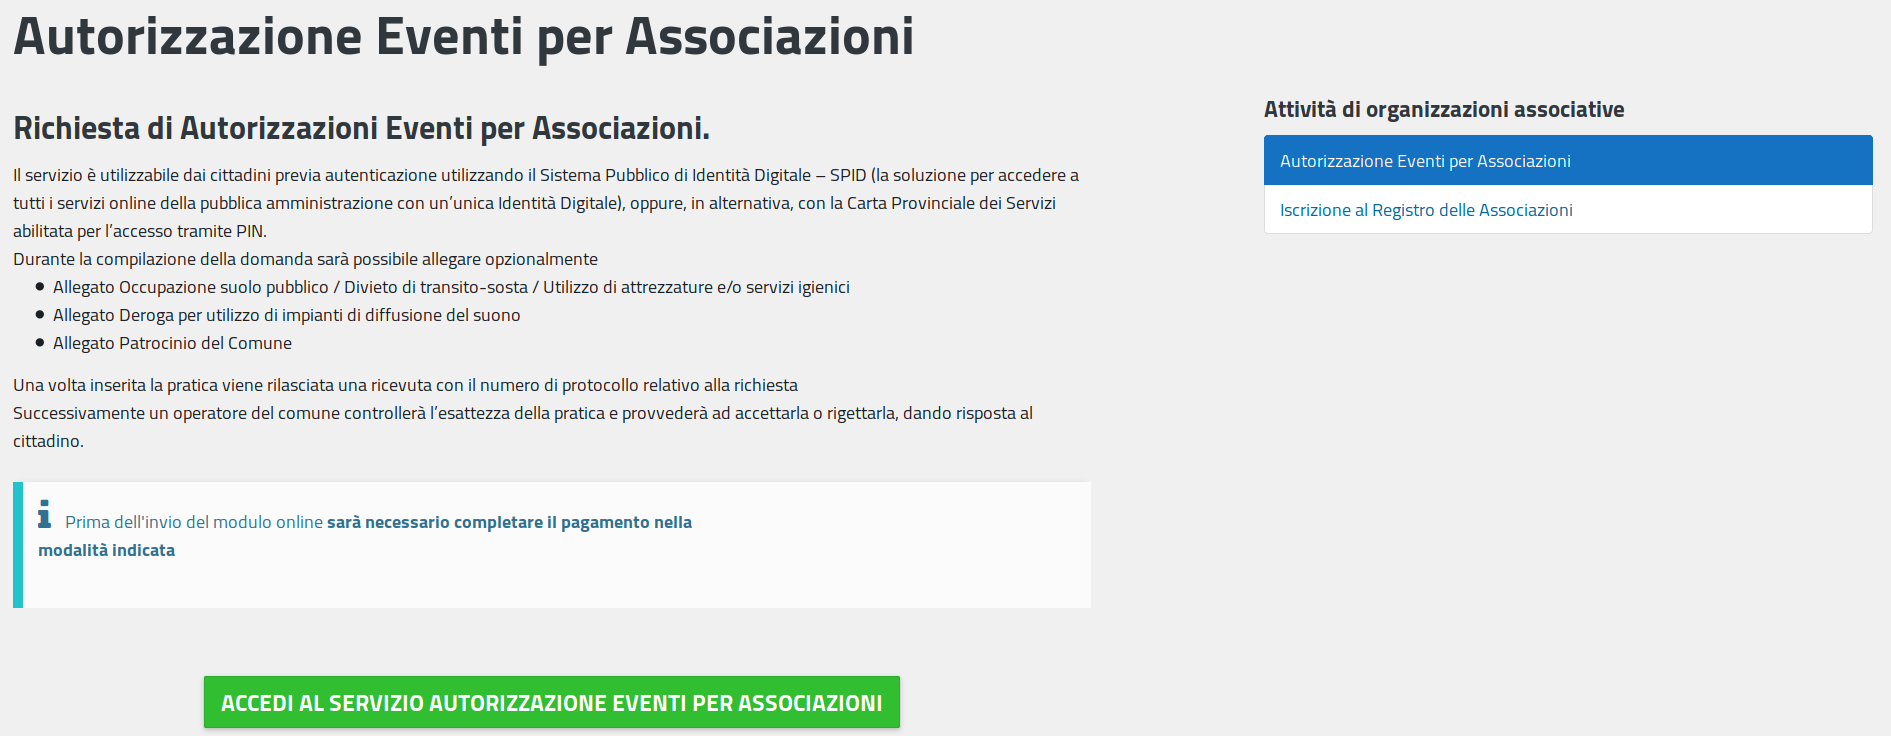 Autorizzazione Eventi per Associazioni
Richiesta di Autorizzazioni Eventi per Associazioni.
Il servizio è utilizzabile dai cittadini previa autenticazione utilizzando il Sistema Pubblico di Identità Digitale – SPID (la soluzione per accedere a
tutti i servizi online della pubblica amministrazione con un’unica Identità Digitale), oppure, in alternativa, con la Carta Provinciale dei Servizi
abilitata per l’accesso tramite PIN.
Durante la compilazione della domanda sarà possibile allegare opzionalmente
● Allegato Occupazione suolo pubblico / Divieto di transito-sosta / Utilizzo di attrezzature e/o servizi igienici
● Allegato Deroga per utilizzo di impianti di diffusione del suono
● Allegato Patrocinio del Comune
Una volta inserita la pratica viene rilasciata una ricevuta con il numero di protocollo relativo alla richiesta
Successivamente un operatore del comune controllerà l’esattezza della pratica e provvederà ad accettarla o rigettarla, dando risposta al
cittadino.
Prima dell'invio del modulo online sarà necessario completare il pagamento nella
modalità indicata
ACCEDI AL SERVIZIO AUTORIZZAZIONE EVENTI PER ASSOCIAZIONI
Attività di organizzazioni associative
Autorizzazione Eventi per Associazioni
Iscrizione al Registro delle Associazioni